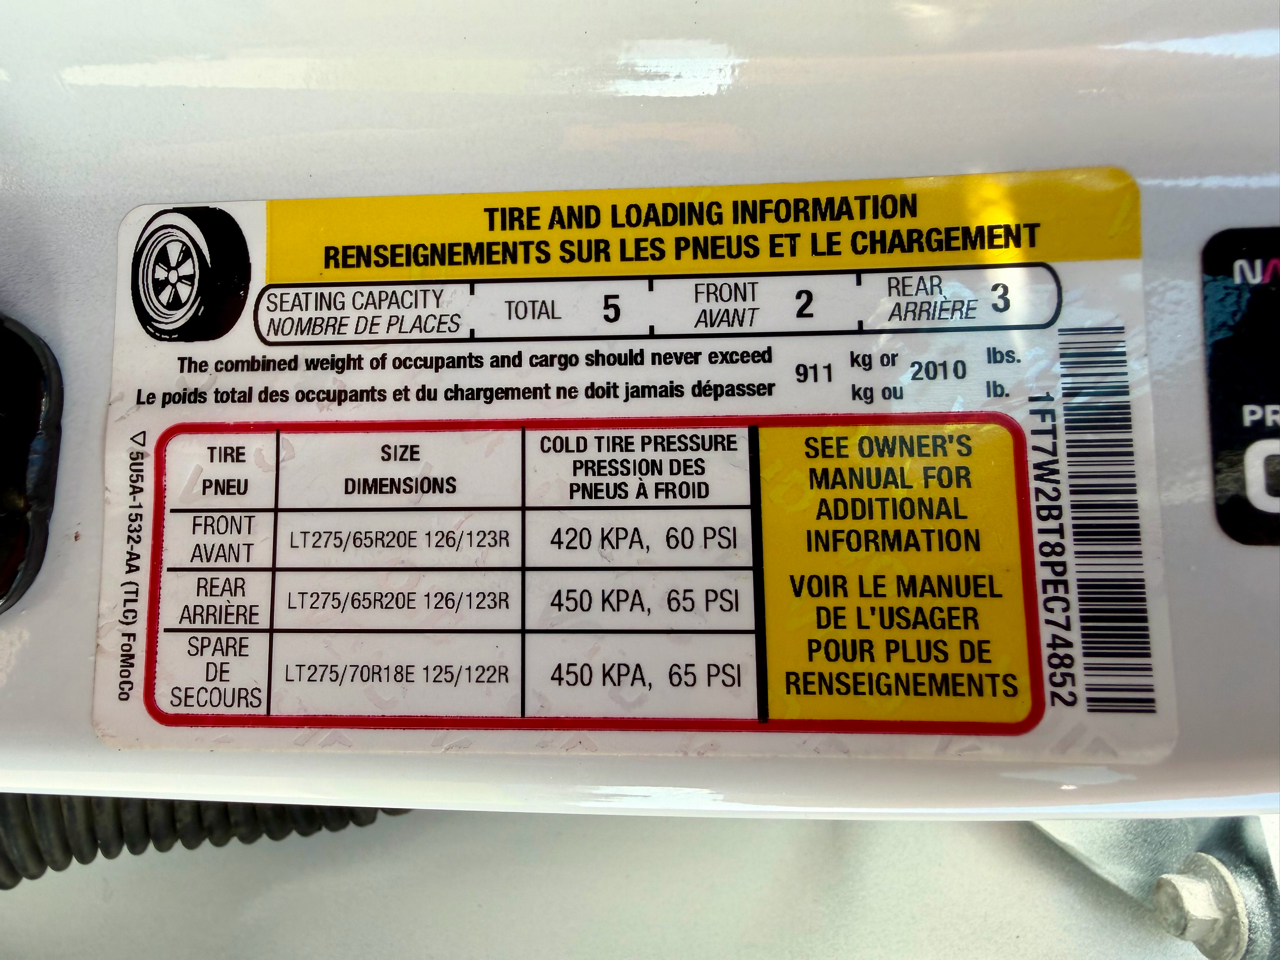 TIRE AND LOADING INFORMATION
RENSEIGNEMENTS SUR LES PNEUS ET LE CHARGEMENT
SEATING CAPACITY
NOMBRE DE PLACES
TOTAL 5
FRONT
AVANT
2
REAR
ARRIÈRE
3
The combined weight of occupants and cargo should never exceed
Le poids total des occupants et du chargement ne doit jamais dépasser
911
kg or
kg ou
2010
lbs.
lb.
TIRE
PNEU
SIZE
DIMENSIONS
COLD TIRE PRESSURE
PRESSION DES
PNEUS À FROID
FRONT
AVANT
LT275/65R20E 126/123R
420 KPA, 60 PSI
REAR
ARRIÈRE
LT275/65R20E 126/123R
450 KPA, 65 PSI
SPARE
DE
SECOURS
LT275/70R18E 125/122R
450 KPA, 65 PSI
SEE OWNER'S
MANUAL FOR
ADDITIONAL
INFORMATION
VOIR LE MANUEL
DE L'USAGER
POUR PLUS DE
RENSEIGNEMENTS
1FT7W2BT8PEC74852
5U5A-1532-AA (TLC) FoMoCo